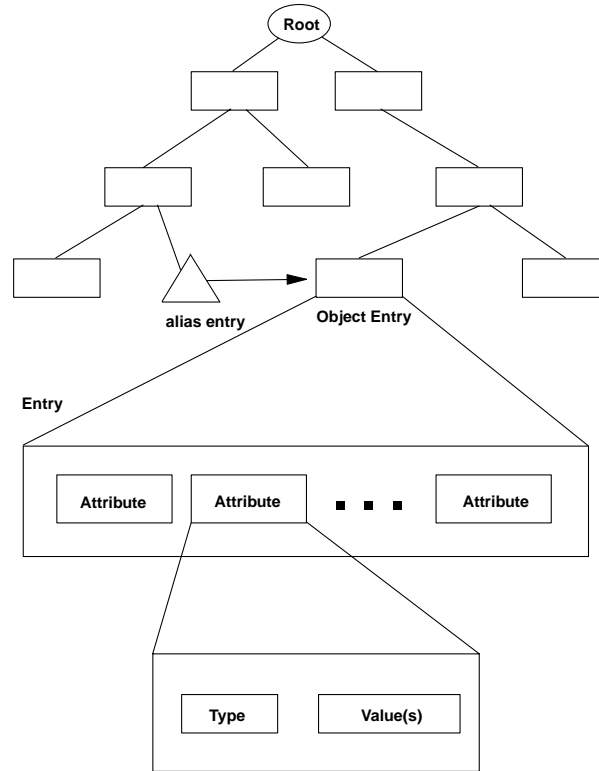 Root
alias entry
Object Entry
Entry
Attribute
Attribute
Attribute
Type
Value(s)